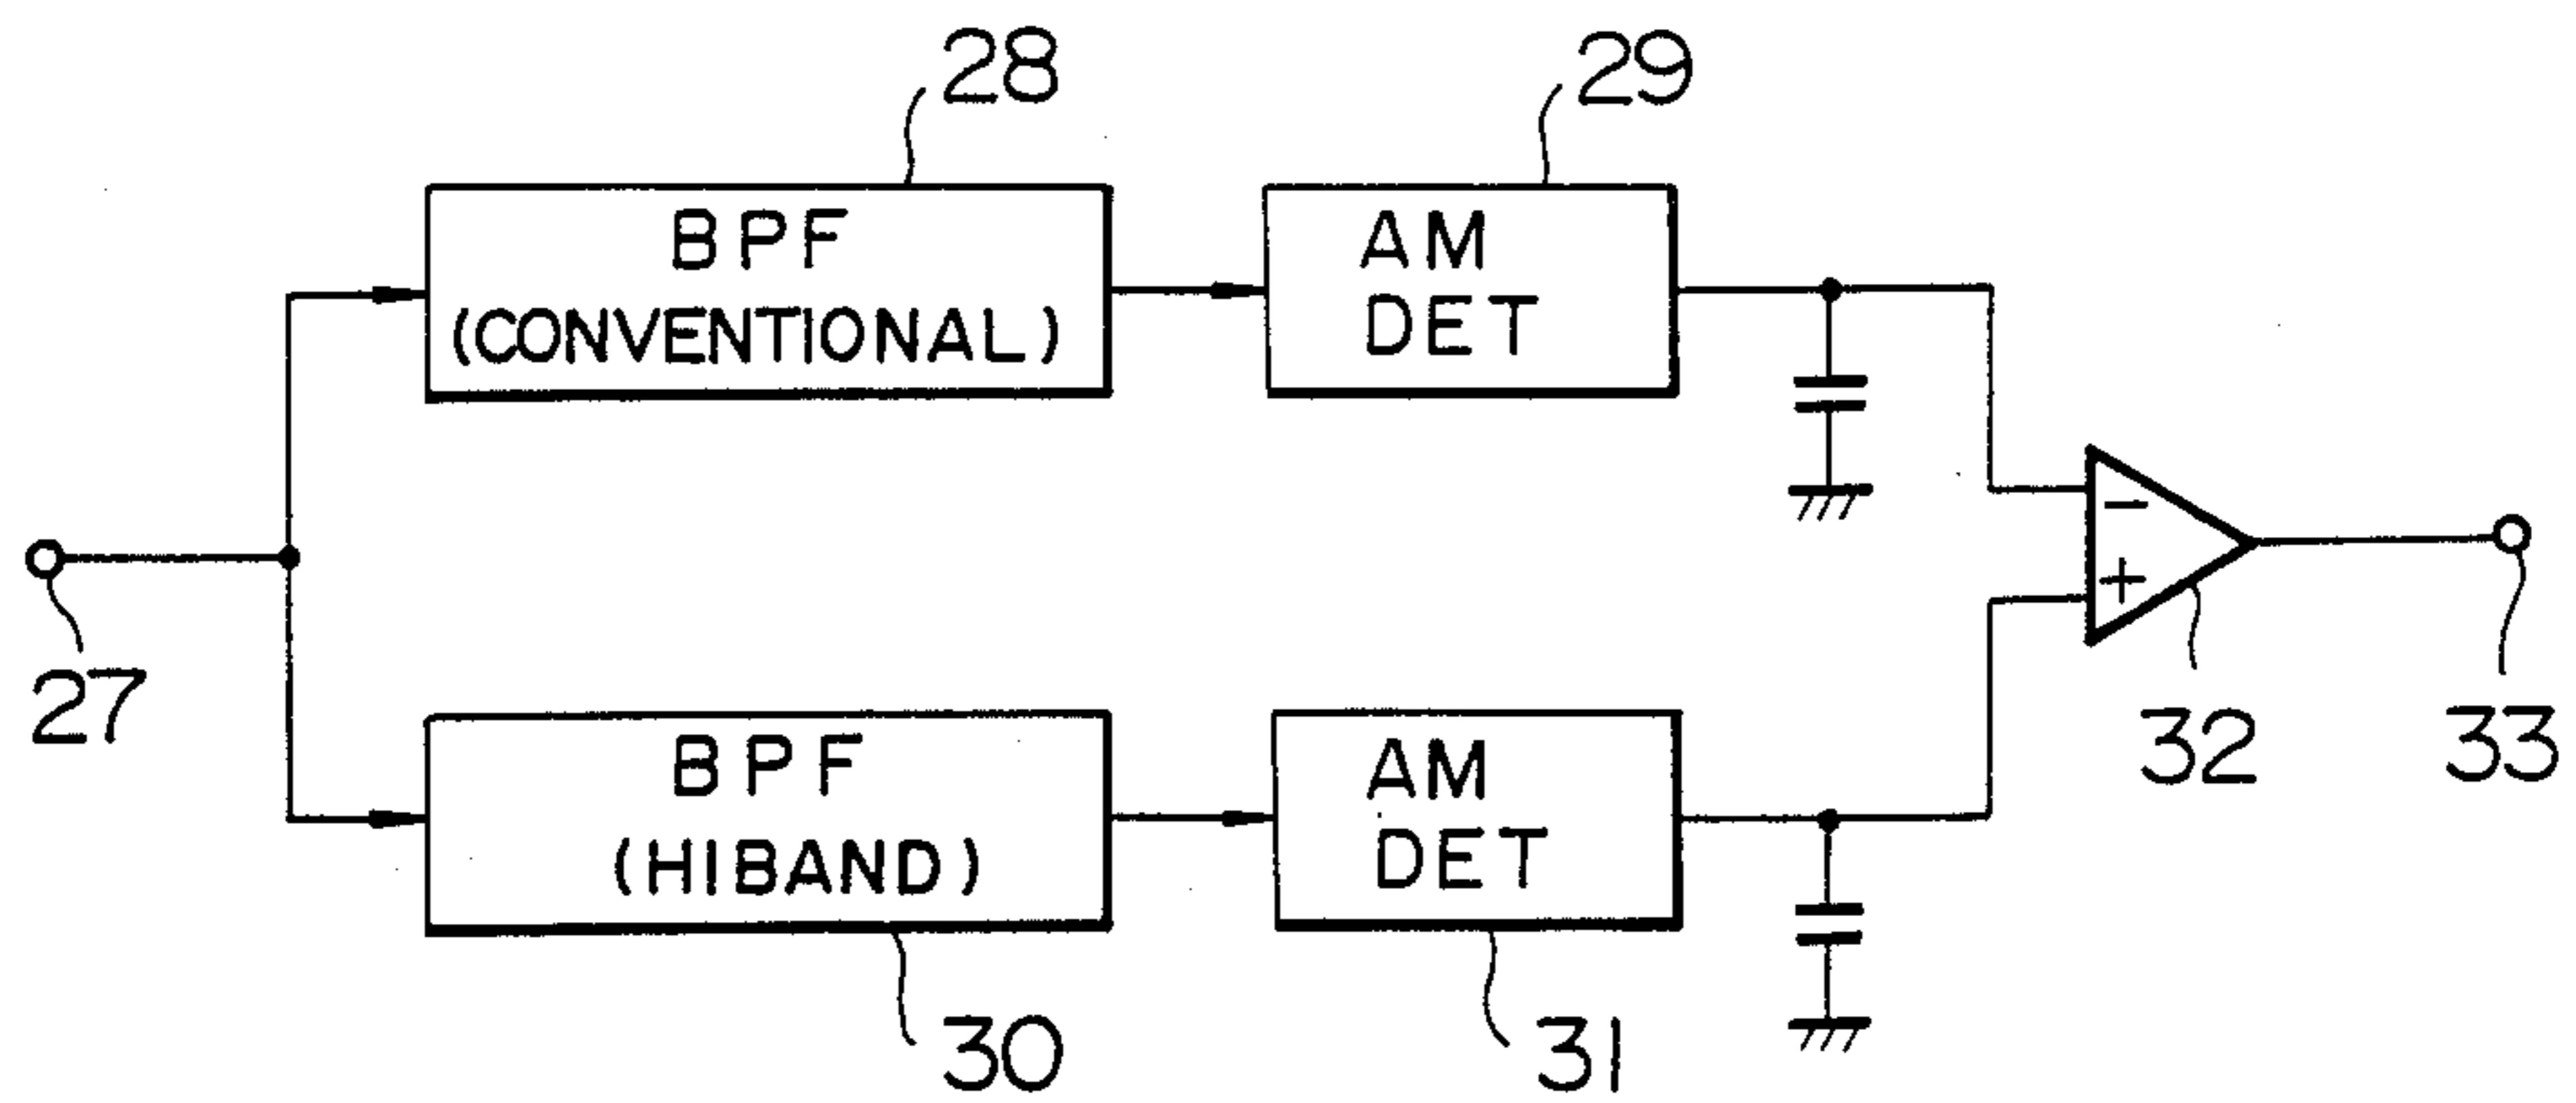 28
29
BPF
(CONVENTIONAL)
AM
DET
−
+
27
32
33
BPF
(HIBAND)
AM
DET
30
31